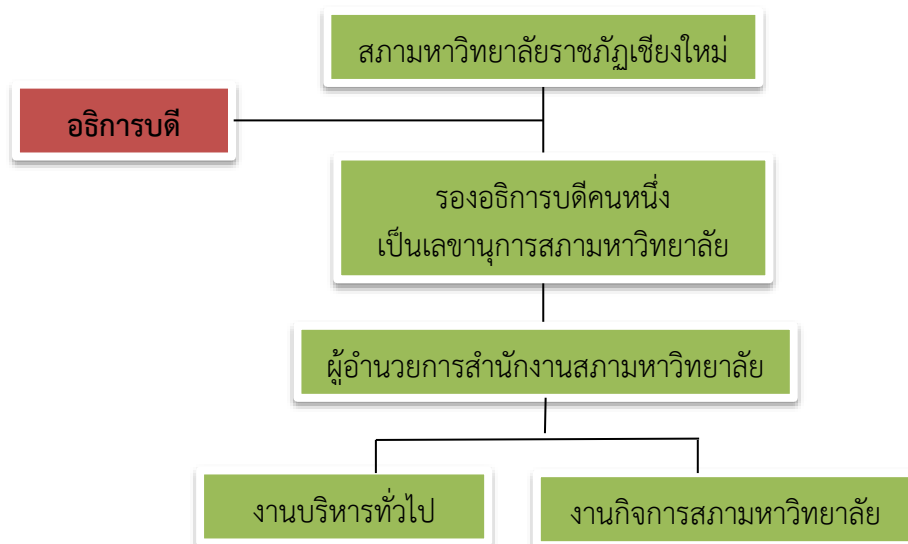 สภามหาวิทยาลัยราชภัฏเชียงใหม่
อธิการบดี
รองอธิการบดีคนหนึ่ง
เป็นเลขานุการสภามหาวิทยาลัย
ผู้อำนวยการสำนักงานสภามหาวิทยาลัย
งานบริหารทั่วไป
งานกิจการสภามหาวิทยาลัย